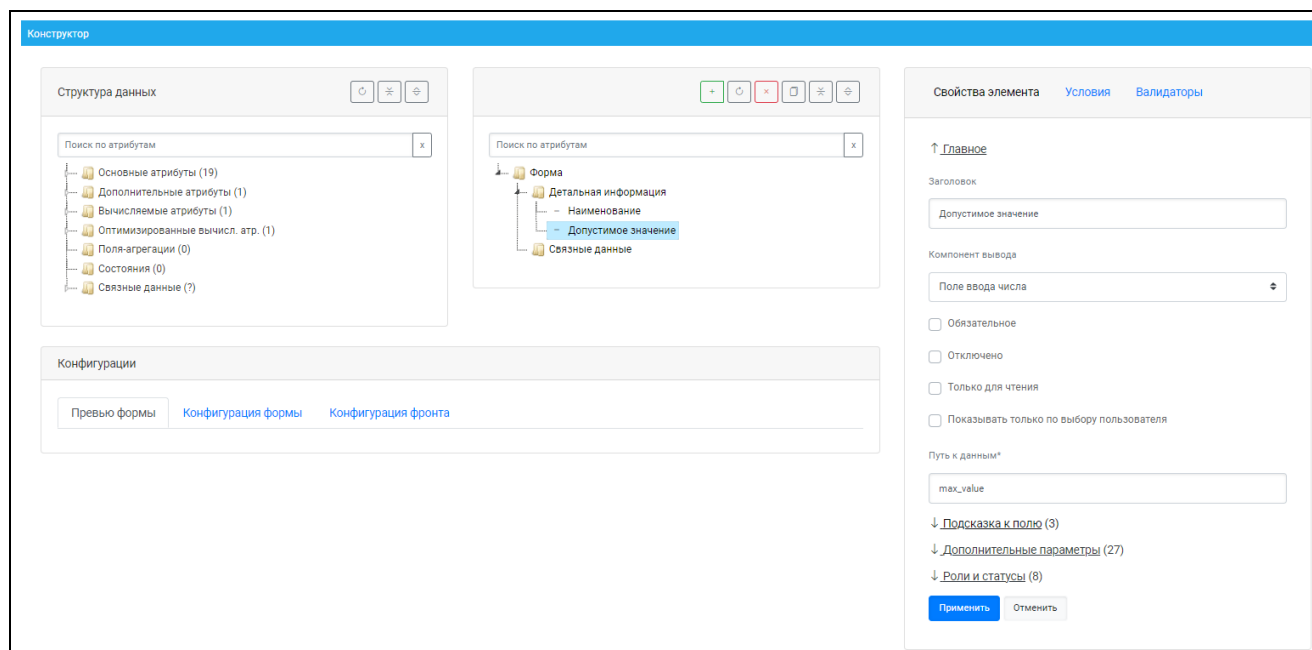 Конструктор
Структура данных
Поиск по атрибутам x
Основные атрибуты (19)
Дополнительные атрибуты (1)
Вычисляемые атрибуты (1)
Оптимизированные вычисл. атр. (1)
Поля-агрегации (0)
Состояния (0)
Связные данные (?)
+ ×
Поиск по атрибутам x
Форма
Детальная информация
Наименование
Допустимое значение
Связные данные
Конфигурации
Превью формы Конфигурация формы Конфигурация фронта
Свойства элемента Условия Валидаторы
↑ Главное
Заголовок
Допустимое значение
Компонент вывода
Поле ввода числа
Обязательное
Отключено
Только для чтения
Показывать только по выбору пользователя
Путь к данным*
max_value
↓ Подсказка к полю (3)
↓ Дополнительные параметры (27)
↓ Роли и статусы (8)
Применить Отменить